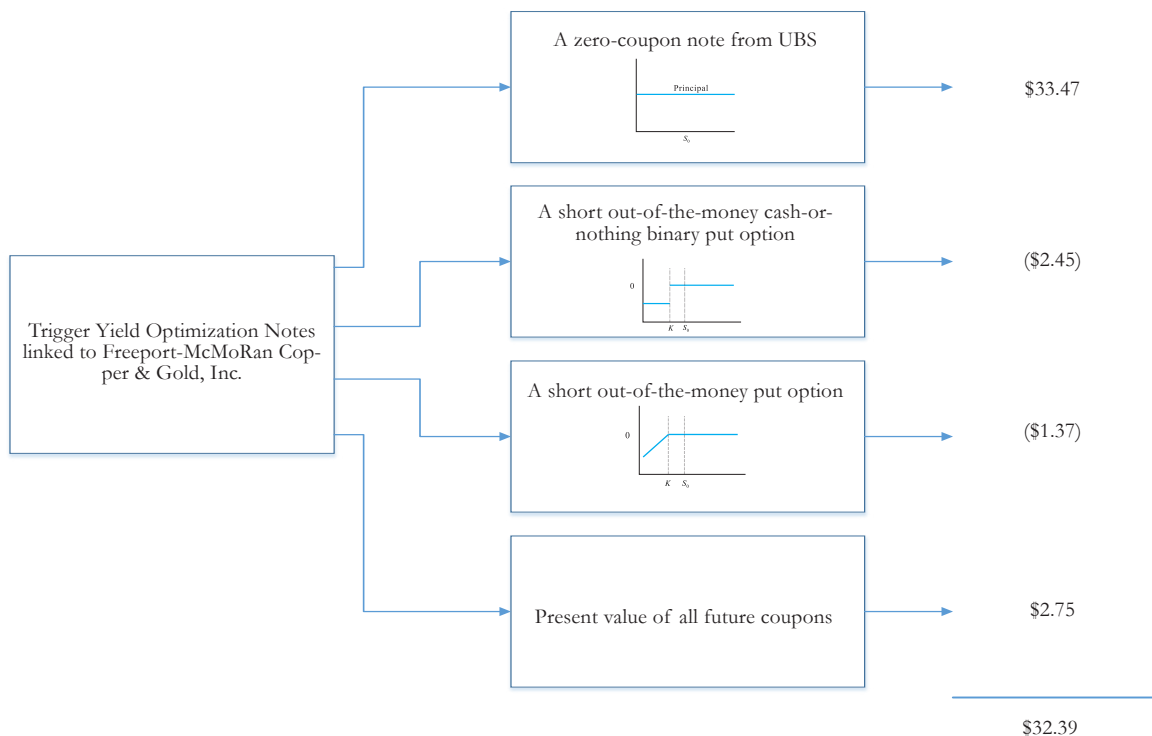 A zero-coupon note from UBS
Principal
S₀
$33.47
A short out-of-the-money cash-or-
nothing binary put option
0
K S₀
($2.45)
Trigger Yield Optimization Notes
linked to Freeport-McMoRan Cop-
per & Gold, Inc.
A short out-of-the-money put option
0
K S₀
($1.37)
Present value of all future coupons
$2.75
$32.39